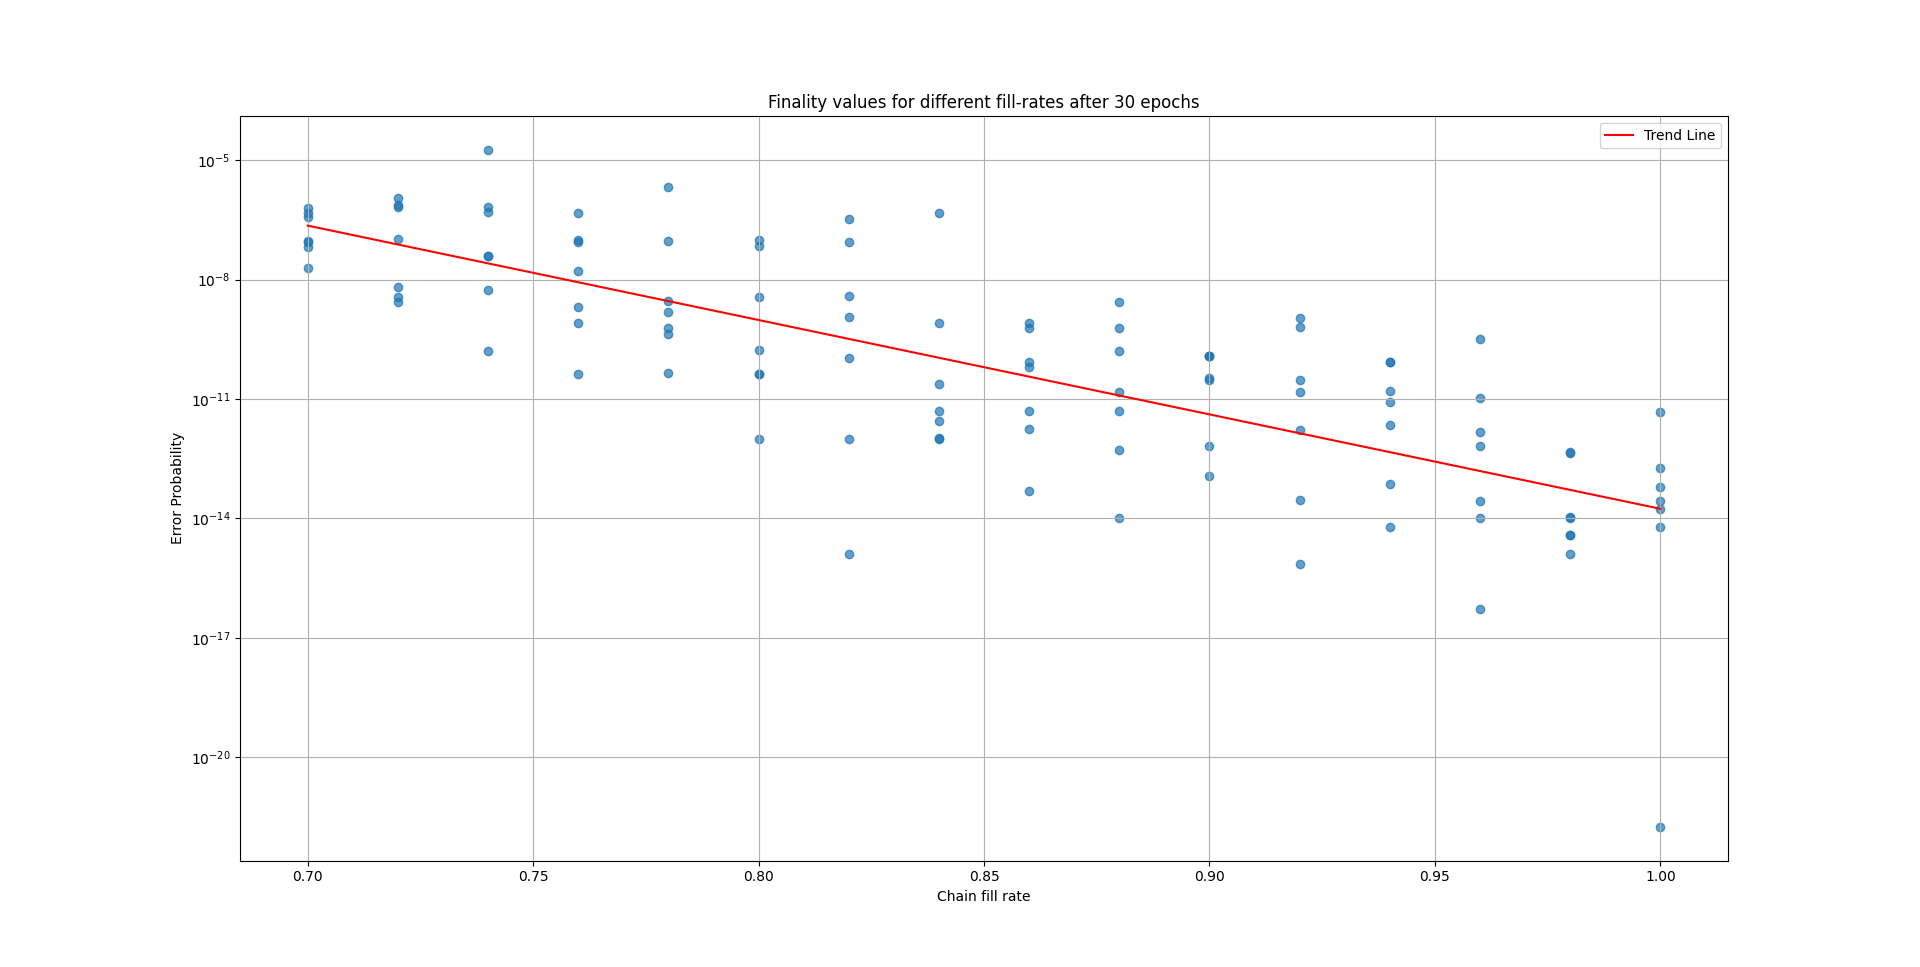 Finality values for different fill-rates after 30 epochs
Trend Line
10⁻⁵
10⁻⁸
10⁻¹¹
10⁻¹⁴
10⁻¹⁷
10⁻²⁰
Error Probability
0.70 0.75 0.80 0.85 0.90 0.95 1.00
Chain fill rate